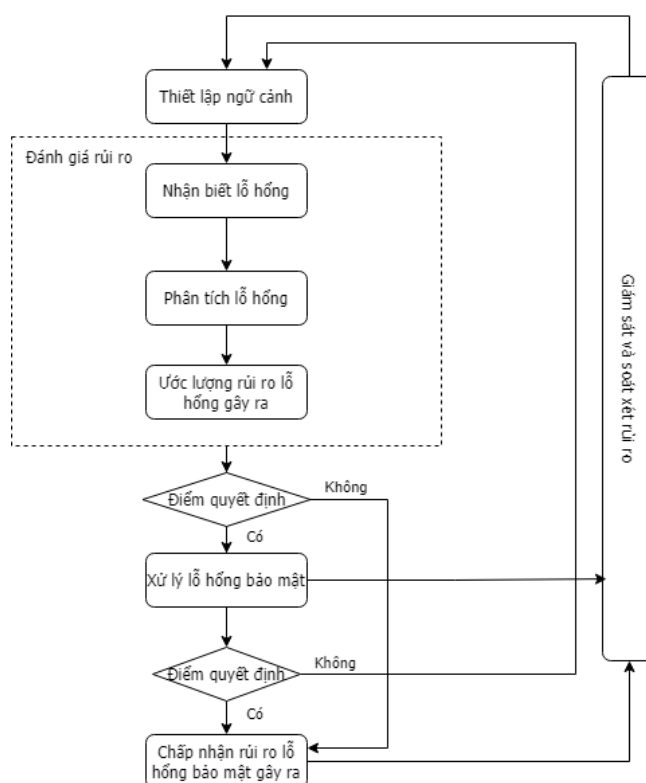 Thiết lập ngữ cảnh
Đánh giá rủi ro
Nhận biết lỗ hổng
Phân tích lỗ hổng
Ước lượng rủi ro lỗ
hổng gây ra
Điểm quyết định
Không
Có
Xử lý lỗ hổng bảo mật
Điểm quyết định
Không
Có
Chấp nhận rủi ro lỗ
hổng bảo mật gây ra
Giám sát và soát xét rủi ro